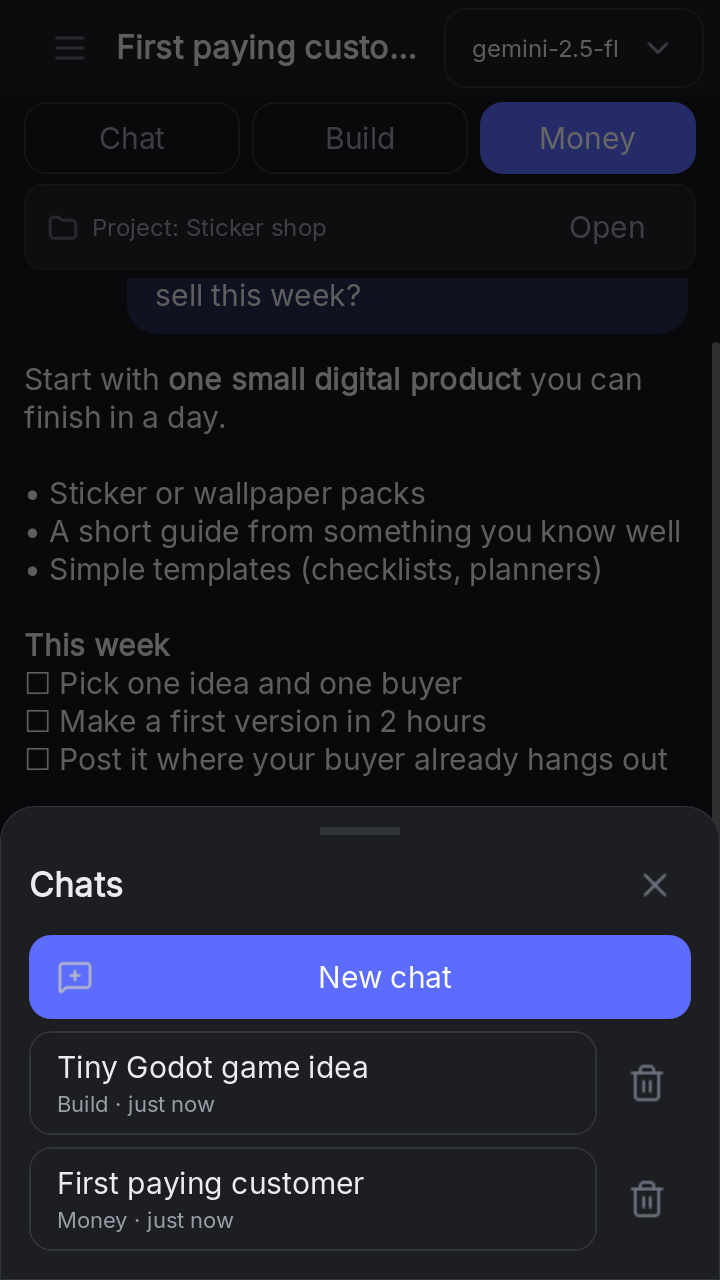 First paying custo...
gemini-2.5-fl
Chat
Build
Money
Project: Sticker shop
Open
sell this week?
Start with one small digital product you can
finish in a day.
• Sticker or wallpaper packs
• A short guide from something you know well
• Simple templates (checklists, planners)
This week
☐ Pick one idea and one buyer
☐ Make a first version in 2 hours
☐ Post it where your buyer already hangs out
Chats
New chat
Tiny Godot game idea
Build · just now
First paying customer
Money · just now